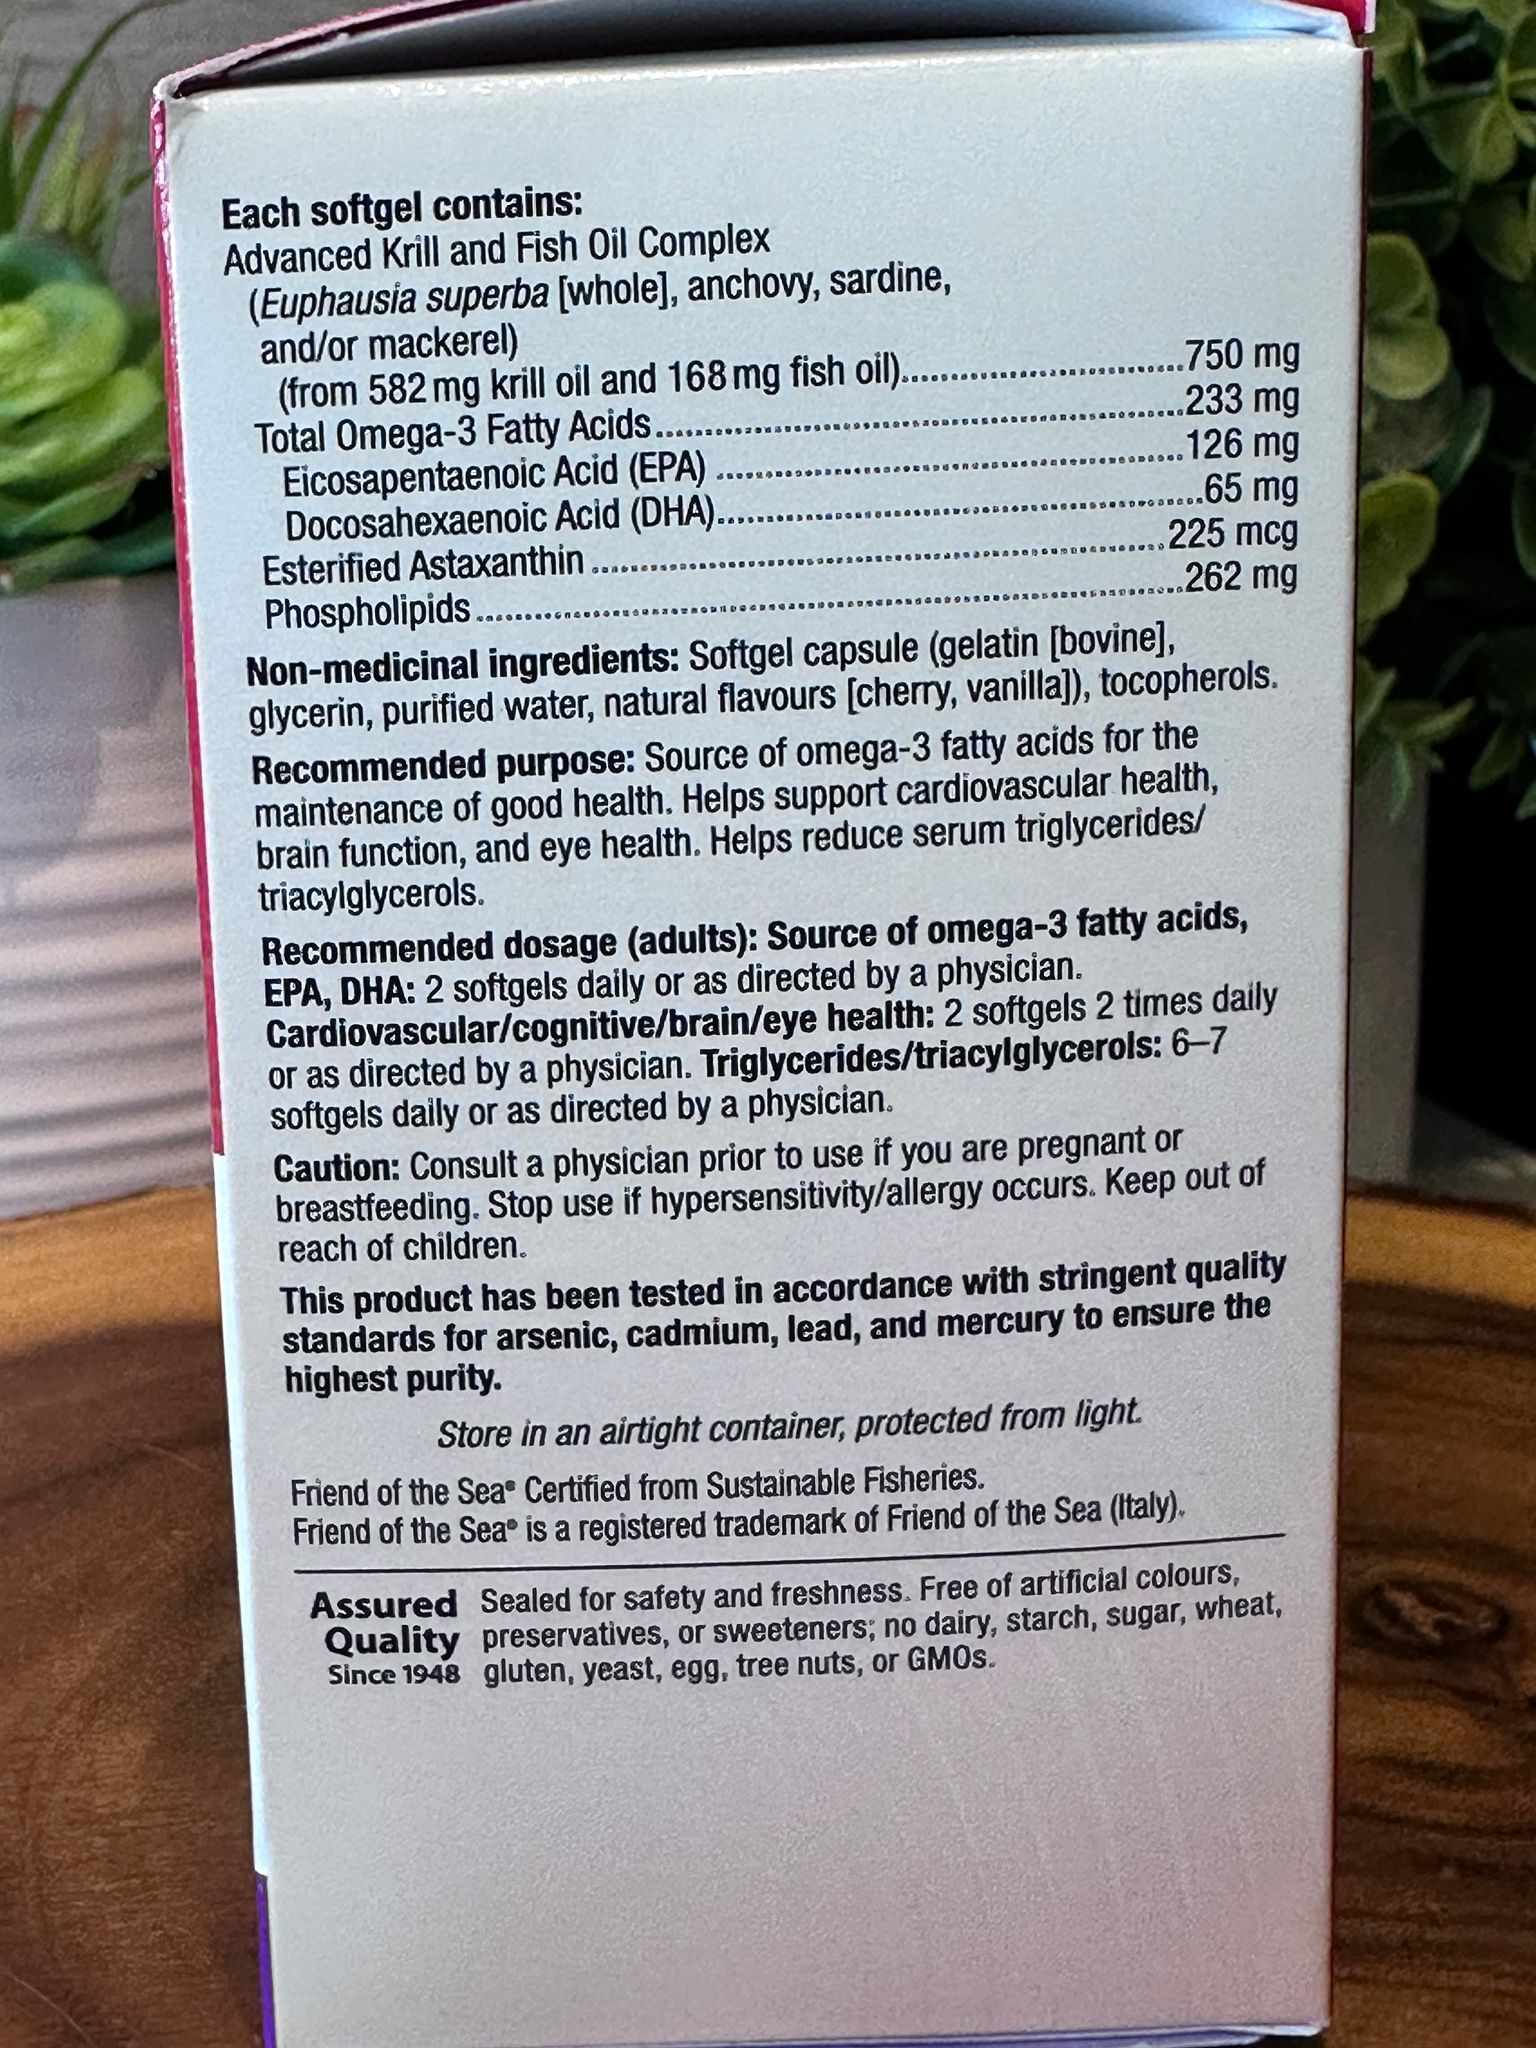 Each softgel contains:
Advanced Krill and Fish Oil Complex
(Euphausia superba [whole], anchovy, sardine,
and/or mackerel)
(from 582 mg krill oil and 168 mg fish oil)..............................750 mg
Total Omega-3 Fatty Acids..............................233 mg
Eicosapentaenoic Acid (EPA) ..............................126 mg
Docosahexaenoic Acid (DHA)..............................65 mg
Esterified Astaxanthin ..............................225 mcg
Phospholipids..............................262 mg
Non-medicinal ingredients: Softgel capsule (gelatin [bovine],
glycerin, purified water, natural flavours [cherry, vanilla]), tocopherols.
Recommended purpose: Source of omega-3 fatty acids for the
maintenance of good health. Helps support cardiovascular health,
brain function, and eye health. Helps reduce serum triglycerides/
triacylglycerols.
Recommended dosage (adults): Source of omega-3 fatty acids,
EPA, DHA: 2 softgels daily or as directed by a physician.
Cardiovascular/cognitive/brain/eye health: 2 softgels 2 times daily
or as directed by a physician. Triglycerides/triacylglycerols: 6–7
softgels daily or as directed by a physician.
Caution: Consult a physician prior to use if you are pregnant or
breastfeeding. Stop use if hypersensitivity/allergy occurs. Keep out of
reach of children.
This product has been tested in accordance with stringent quality
standards for arsenic, cadmium, lead, and mercury to ensure the
highest purity.
Store in an airtight container, protected from light.
Friend of the Sea® Certified from Sustainable Fisheries.
Friend of the Sea® is a registered trademark of Friend of the Sea (Italy).
Assured Quality Since 1948
Sealed for safety and freshness. Free of artificial colours,
preservatives, or sweeteners; no dairy, starch, sugar, wheat,
gluten, yeast, egg, tree nuts, or GMOs.